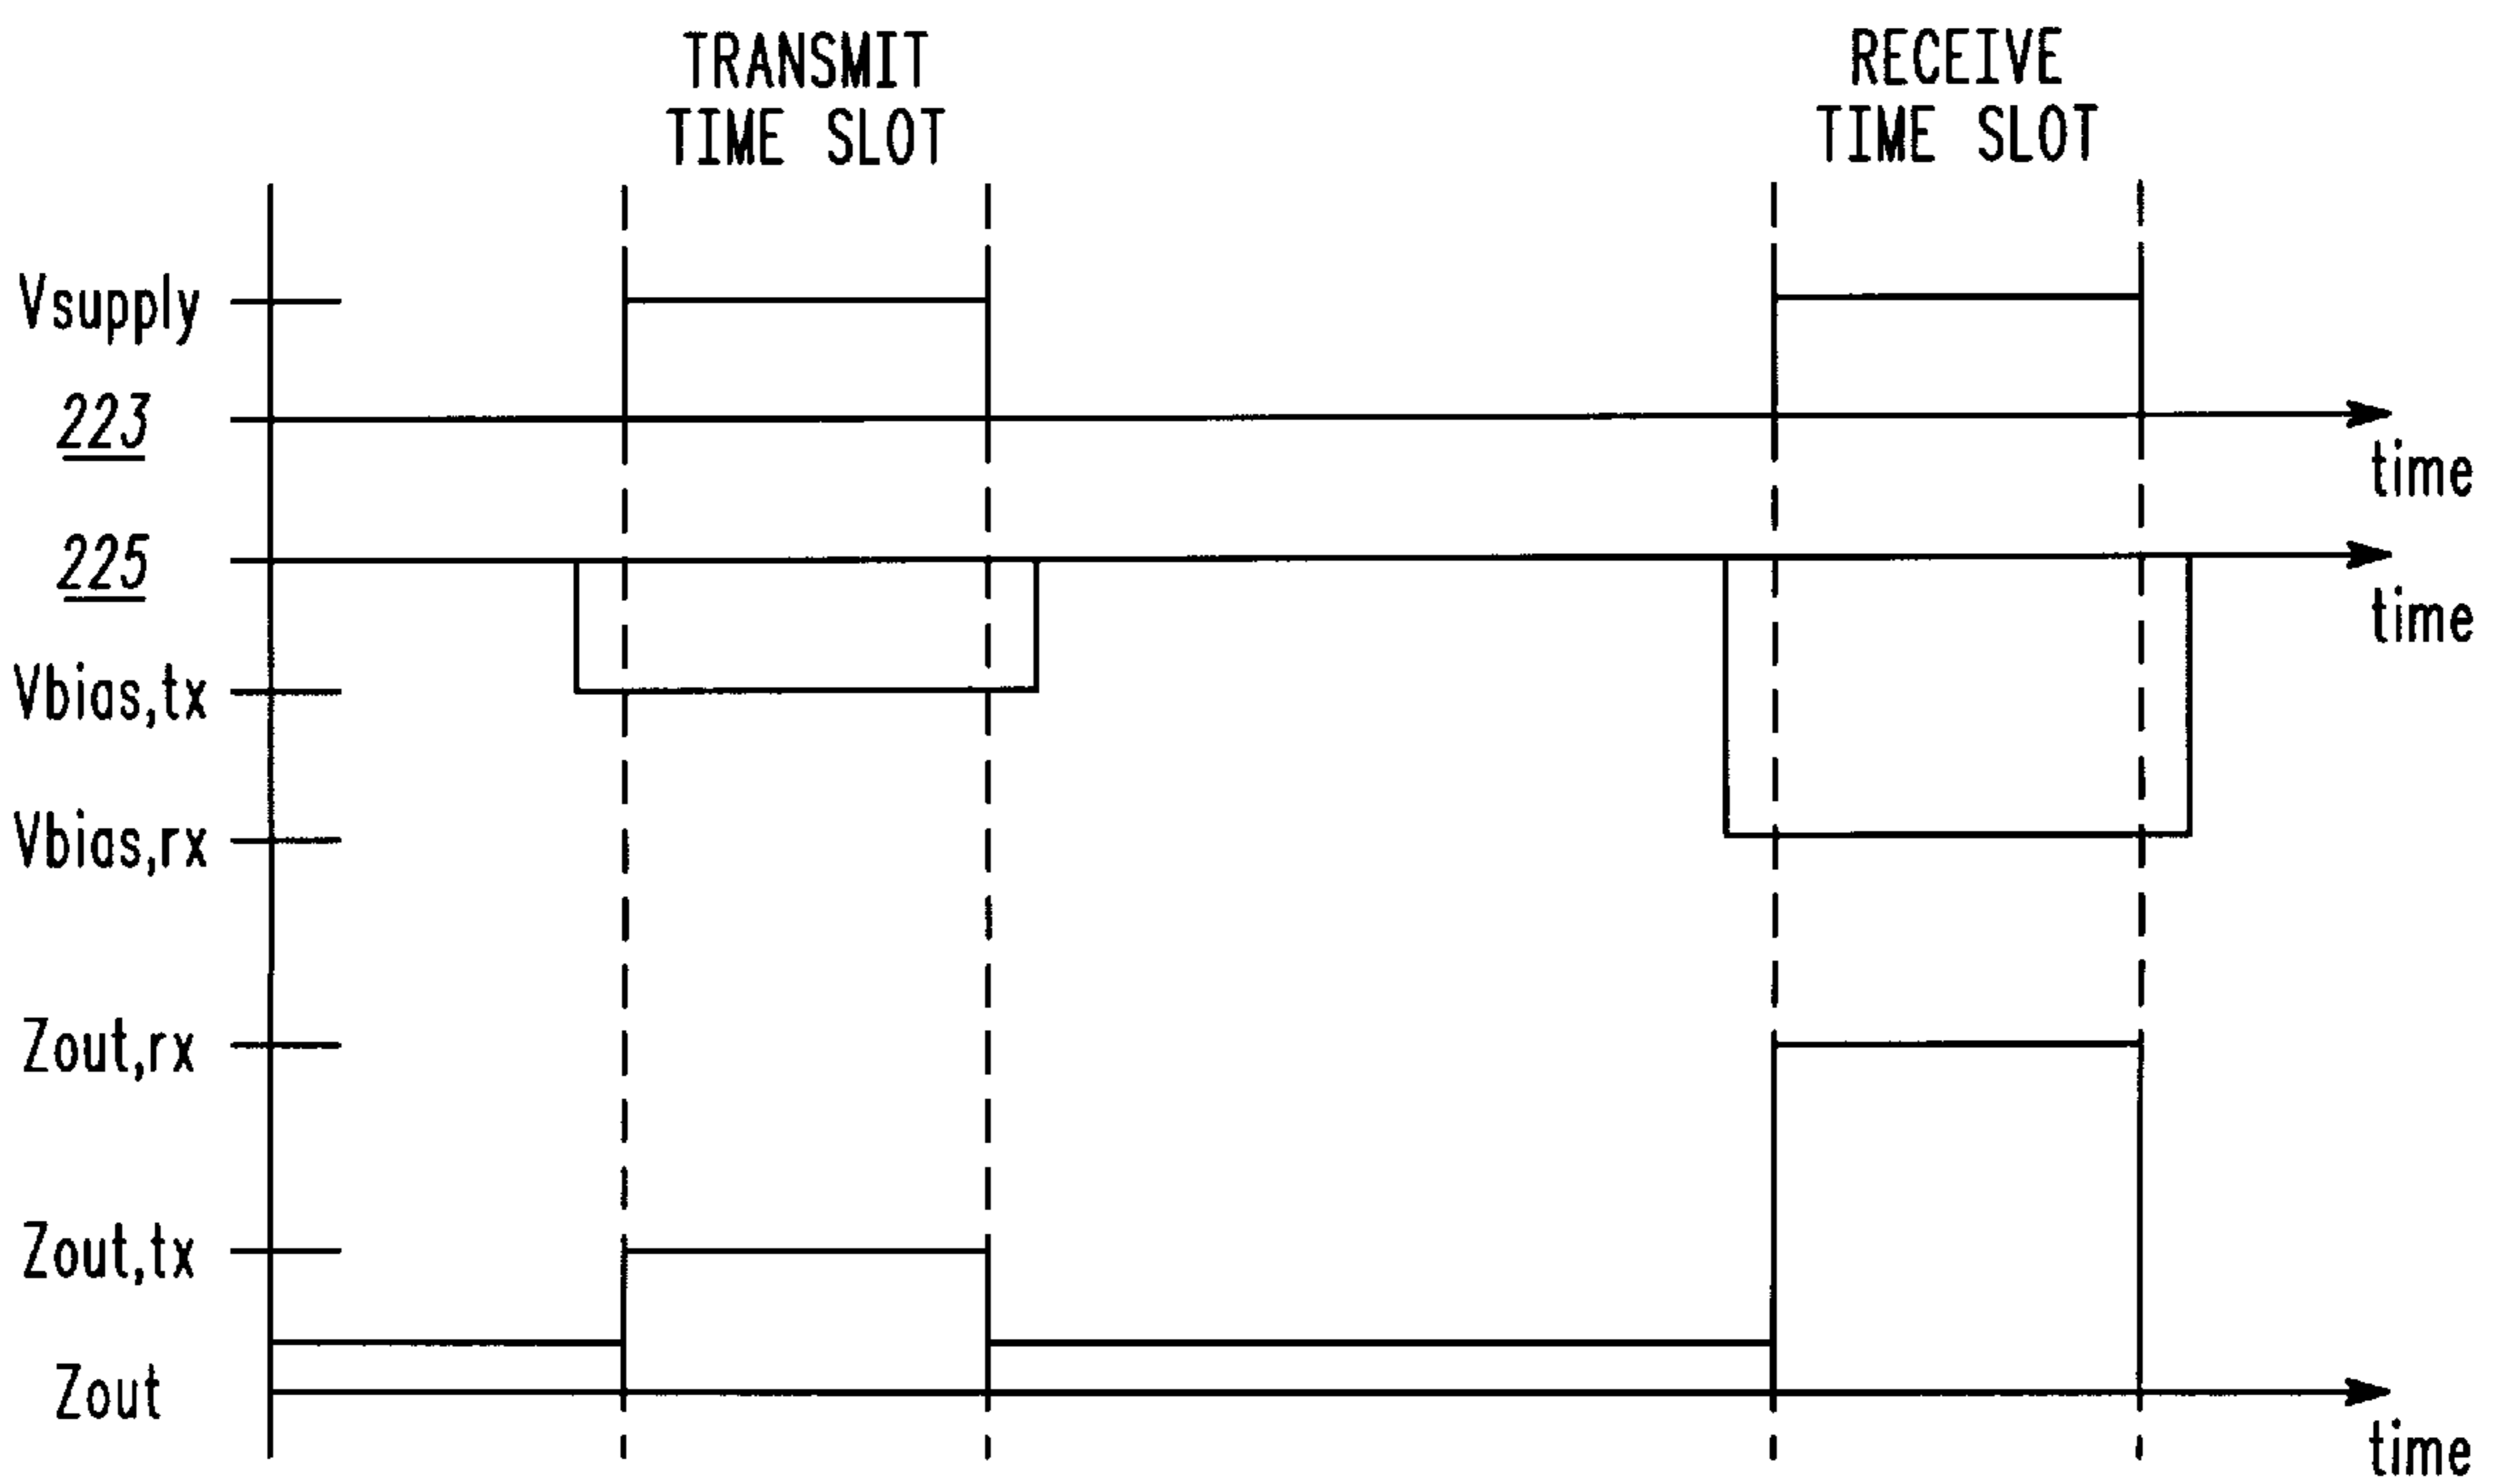 TRANSMIT
TIME SLOT
RECEIVE
TIME SLOT
Vsupply
223
time
225
time
Vbias,tx
Vbias,rx
Zout,rx
Zout,tx
Zout
time